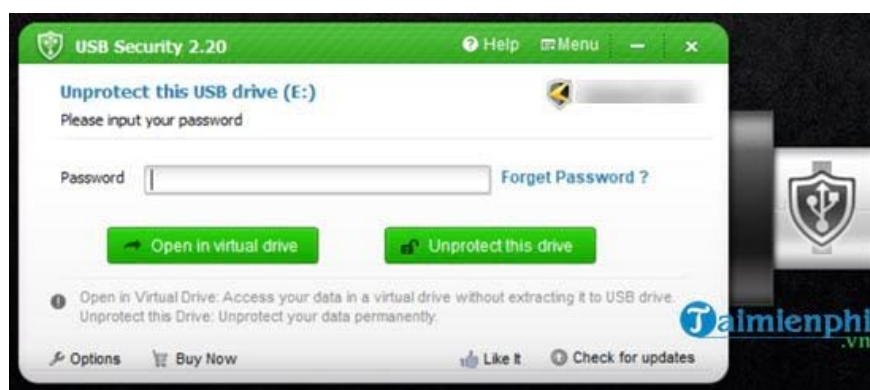 USB Security 2.20
Help Menu
Unprotect this USB drive (E:)
Please input your password
Password
Forget Password ?
Open in virtual drive Unprotect this drive
Open in Virtual Drive: Access your data in a virtual drive without extracting it to USB drive.
Unprotect this Drive: Unprotect your data permanently.
Taimienphi
.vn
Options Buy Now Like It Check for updates